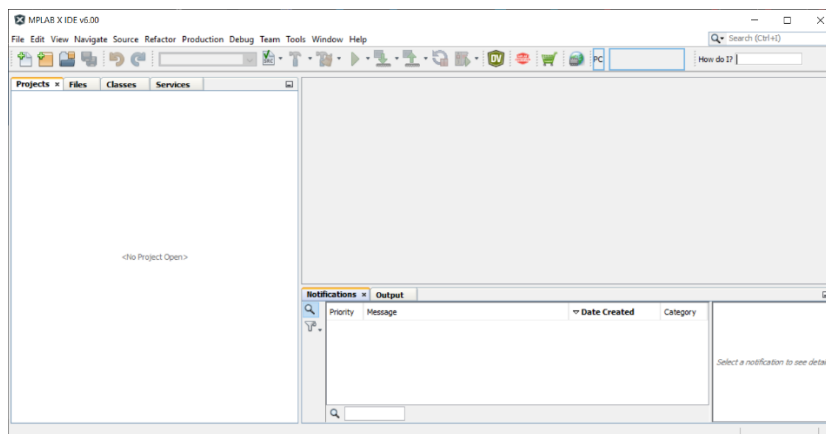 MPLAB X IDE v6.00
File Edit View Navigate Source Refactor Production Debug Team Tools Window Help
Search (Ctrl+I)
DV
PC
How do I?
Projects × Files Classes Services
<No Project Open>
Notifications × Output
Priority Message Date Created Category
Select a notification to see detai